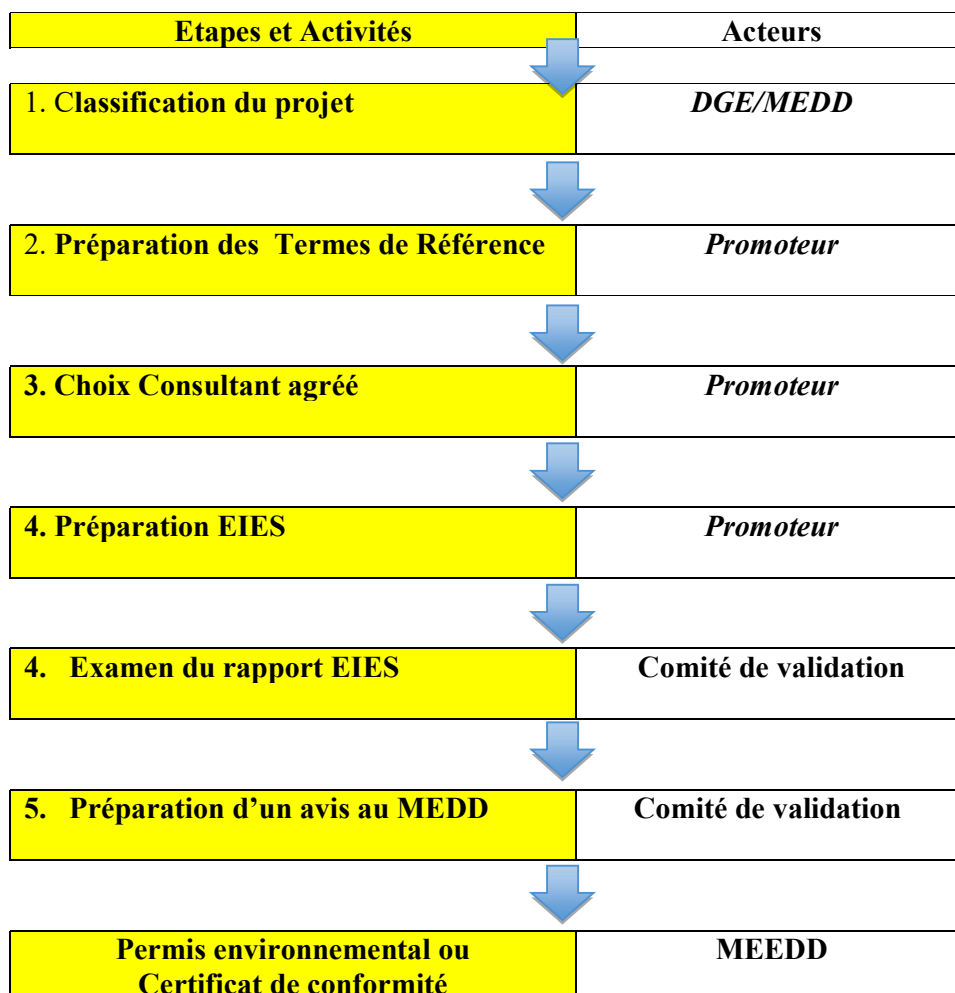 Etapes et Activités Acteurs
1. Classification du projet DGE/MEDD
2. Préparation des Termes de Référence Promoteur
3. Choix Consultant agréé Promoteur
4. Préparation EIES Promoteur
4. Examen du rapport EIES Comité de validation
5. Préparation d'un avis au MEDD Comité de validation
Permis environnemental ou MEEDD
Certificat de conformité